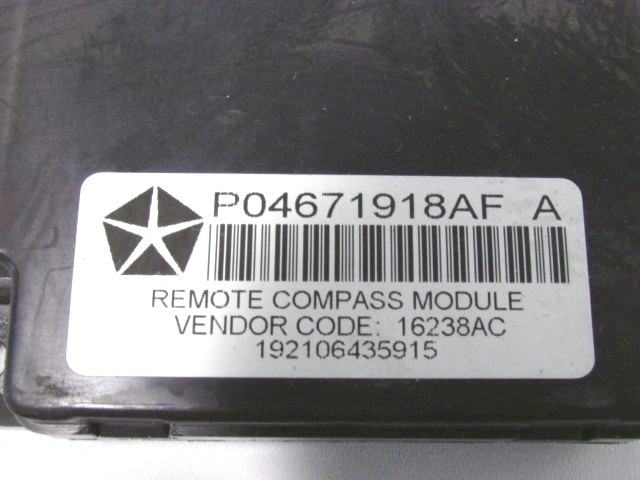 P04671918AF A
REMOTE COMPASS MODULE
VENDOR CODE: 16238AC
192106435915